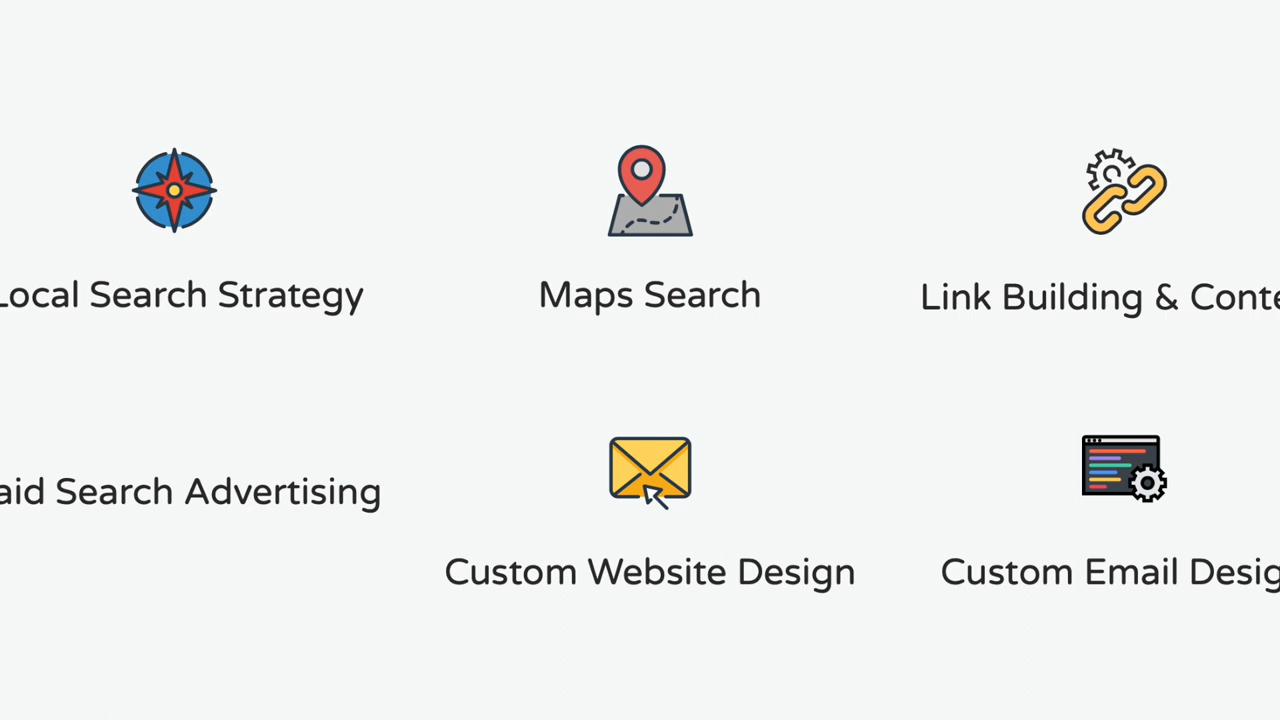 Local Search Strategy
Maps Search
Link Building & Conte
aid Search Advertising
Custom Website Design
Custom Email Desig